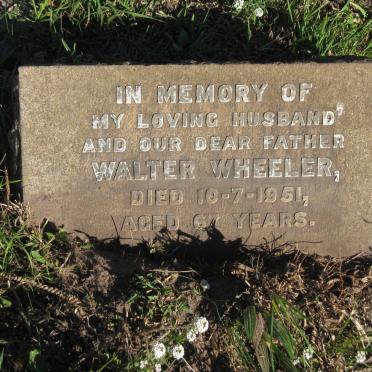 IN MEMORY OF
MY LOVING HUSBAND,
AND OUR DEAR FATHER
WALTER WHEELER,
DIED 10-7-1951,
AGED 67 YEARS.